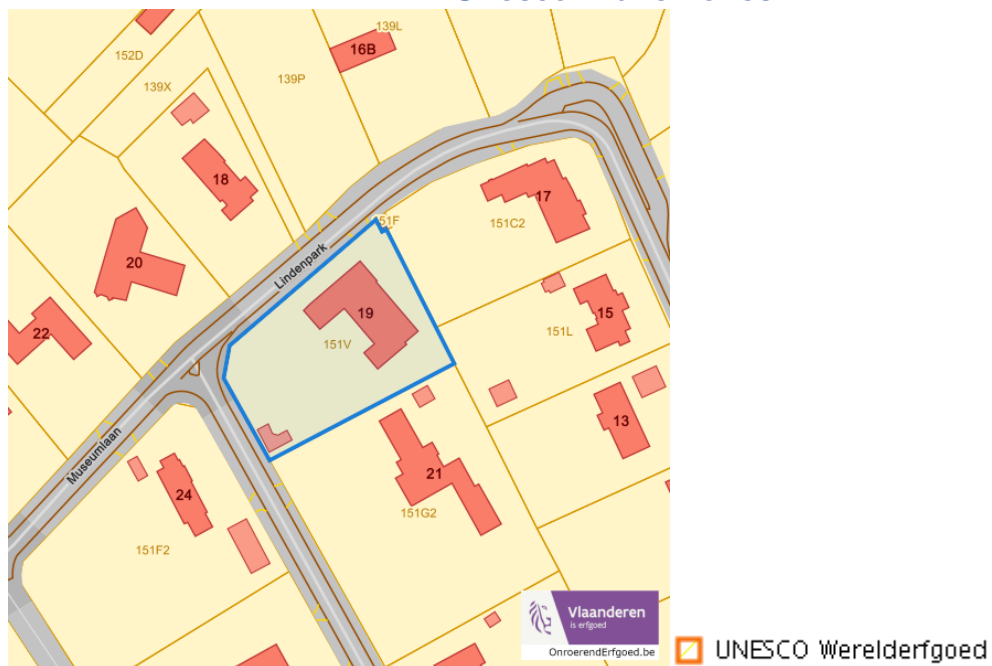 139L
16B
152D
139P
139X
18
17
151F
151C2
Lindenpark
20
19
15
22
151V
151L
13
Museumlaan
21
24
151G2
151F2
Vlaanderen
is erfgoed
OnroerendErfgoed.be
UNESCO Werelderfgoed